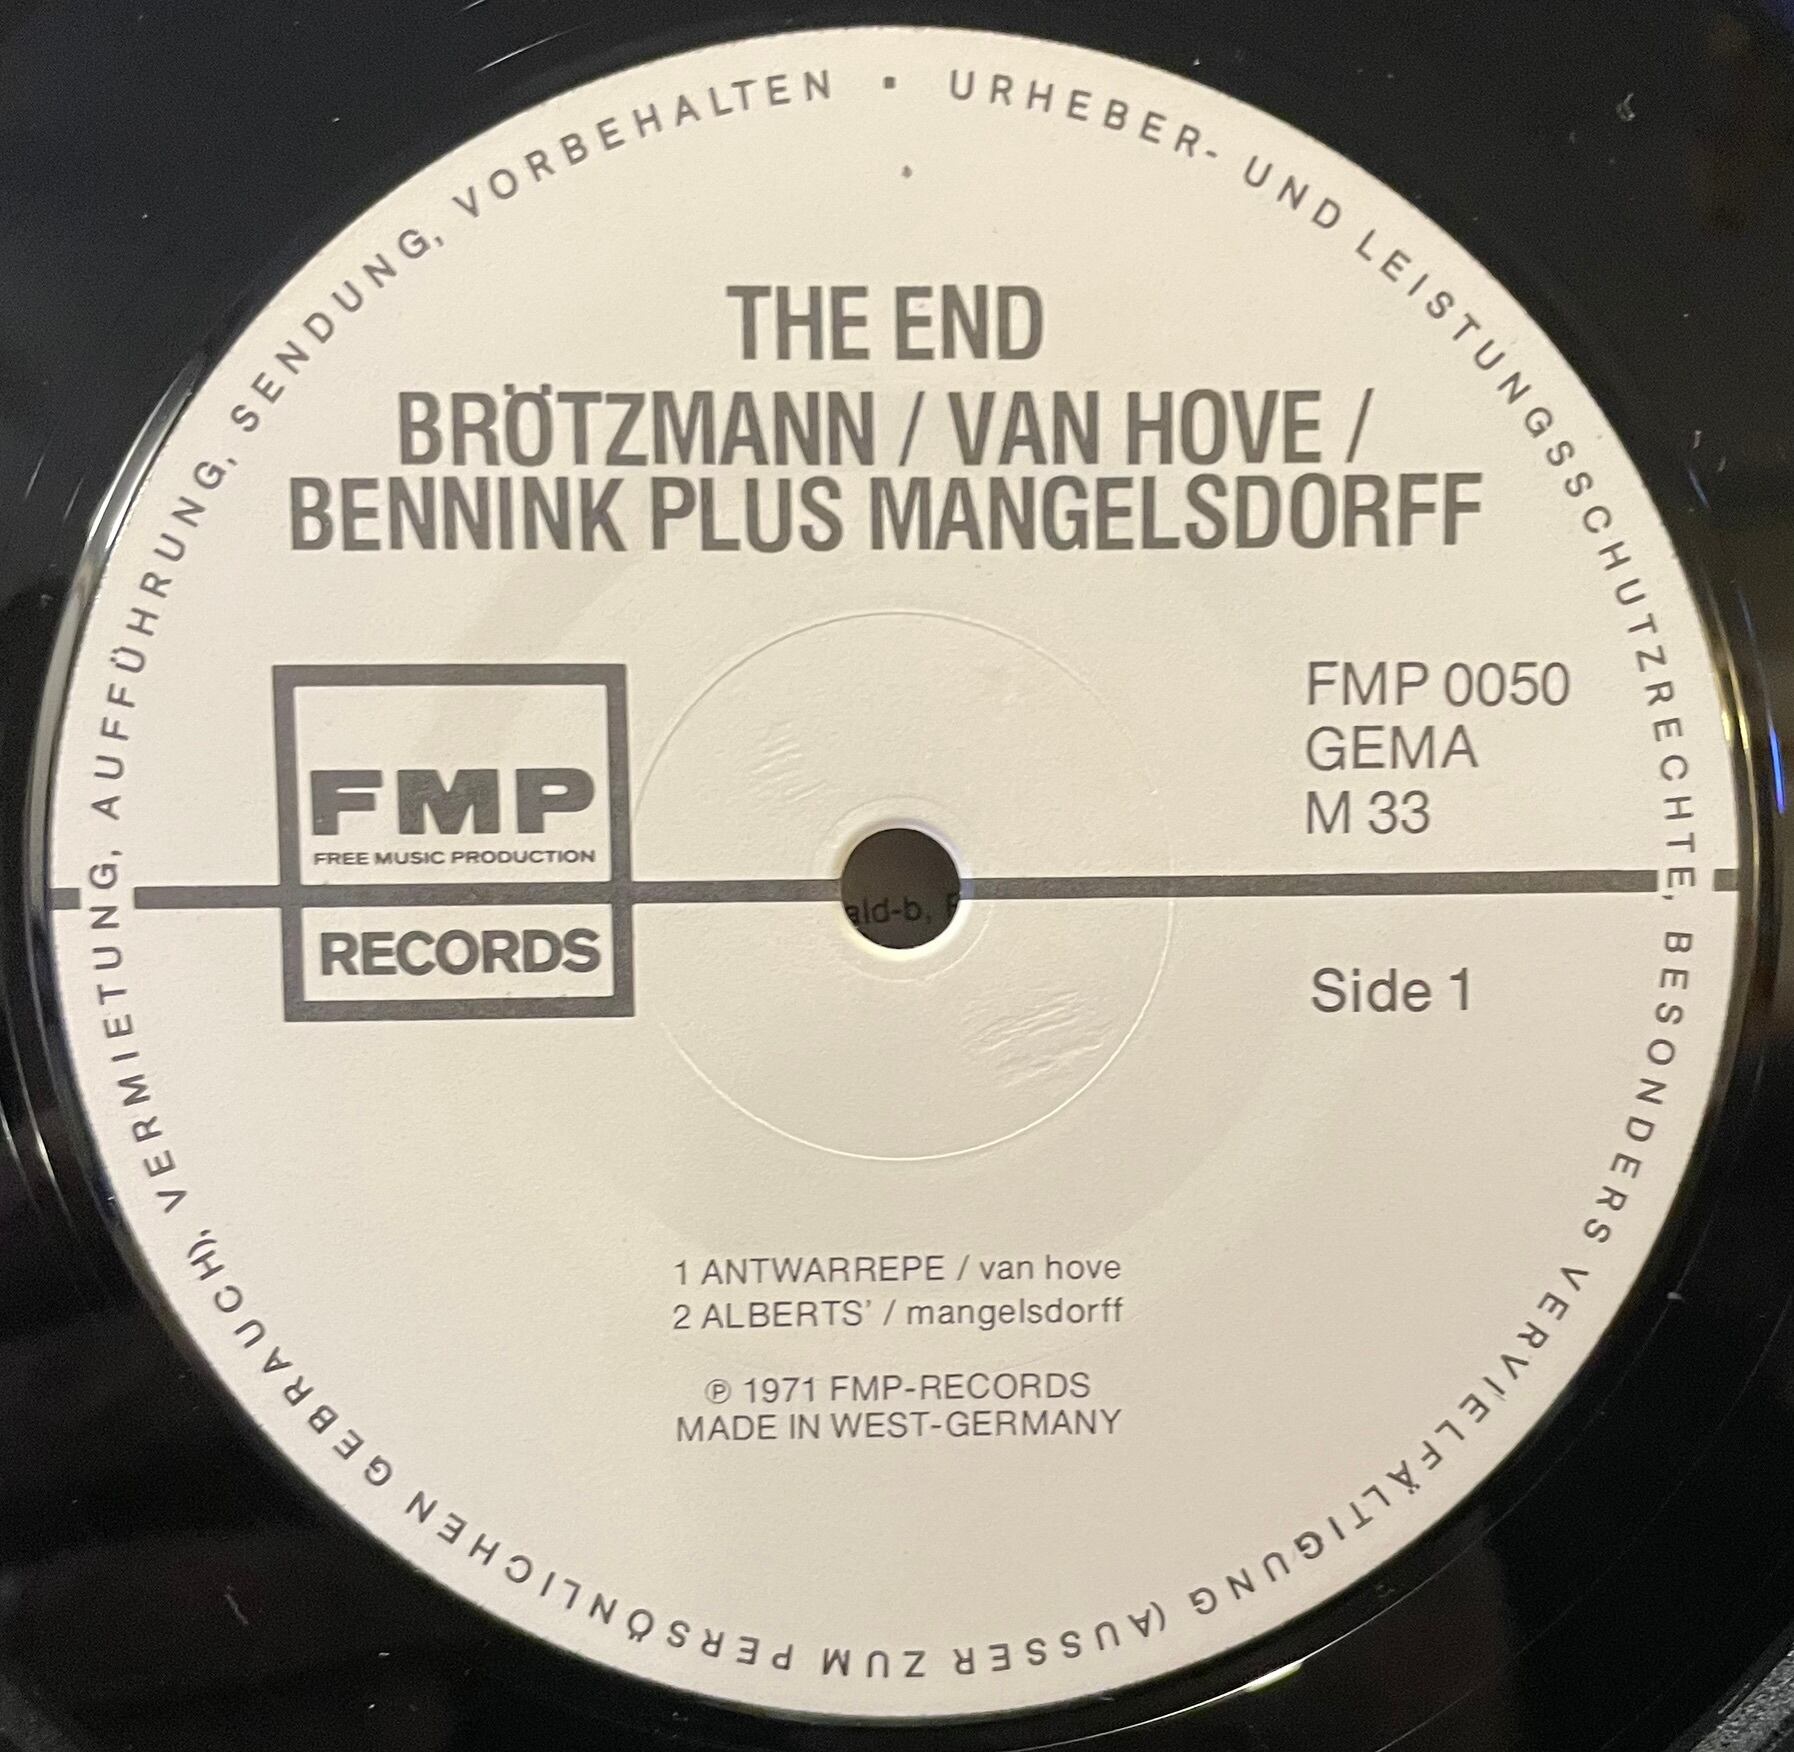 URHEBER- UND LEISTUNGSSCHUTZRECHTE, BESONDERS VERVIELFÄLTIGUNG (AUSSER ZUM PERSÖNLICHEN GEBRAUCH), VERMIETUNG, AUFFÜHRUNG, SENDUNG, VORBEHALTEN ▪
THE END
BRÖTZMANN / VAN HOVE /
BENNINK PLUS MANGELSDORFF
FMP
FREE MUSIC PRODUCTION
RECORDS
FMP 0050
GEMA
M 33
Side 1
1 ANTWARREPE / van hove
2 ALBERTS' / mangelsdorff
℗ 1971 FMP-RECORDS
MADE IN WEST-GERMANY